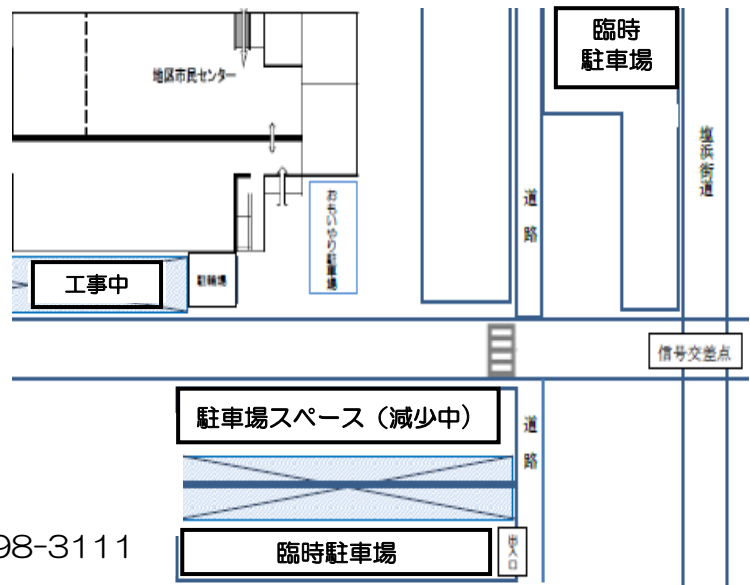 臨時
駐車場
地区市民センター
塩浜街道
おもいやり駐車場
道路
工事中
駐輪場
信号交差点
駐車場スペース（減少中）
道路
98-3111
臨時駐車場
出入口